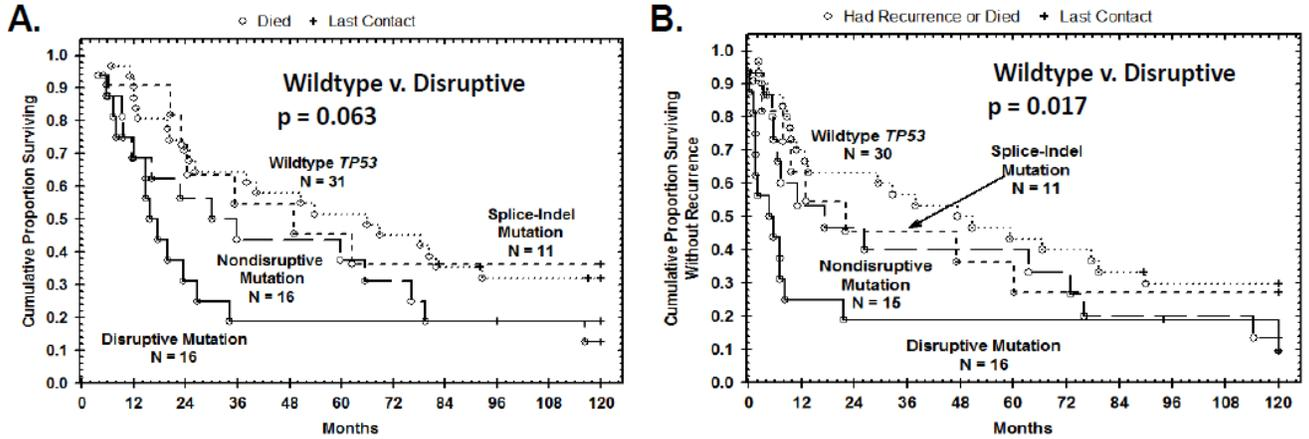 A.
○ Died + Last Contact
Wildtype v. Disruptive
p = 0.063
Cumulative Proportion Surviving
1.0
0.9
0.8
0.7
0.6
0.5
0.4
0.3
0.2
0.1
0.0
Wildtype TP53
N = 31
Splice-Indel
Mutation
N = 11
Nondisruptive
Mutation
N = 16
Disruptive Mutation
N = 16
0 12 24 36 48 60 72 84 96 108 120
Months
B.
○ Had Recurrence or Died + Last Contact
Wildtype v. Disruptive
p = 0.017
Cumulative Proportion Surviving
Without Recurrence
1.0
0.9
0.8
0.7
0.6
0.5
0.4
0.3
0.2
0.1
0.0
Wildtype TP53
N = 30
Splice-Indel
Mutation
N = 11
Nondisruptive
Mutation
N = 15
Disruptive Mutation
N = 16
0 12 24 36 48 60 72 84 96 108 120
Months